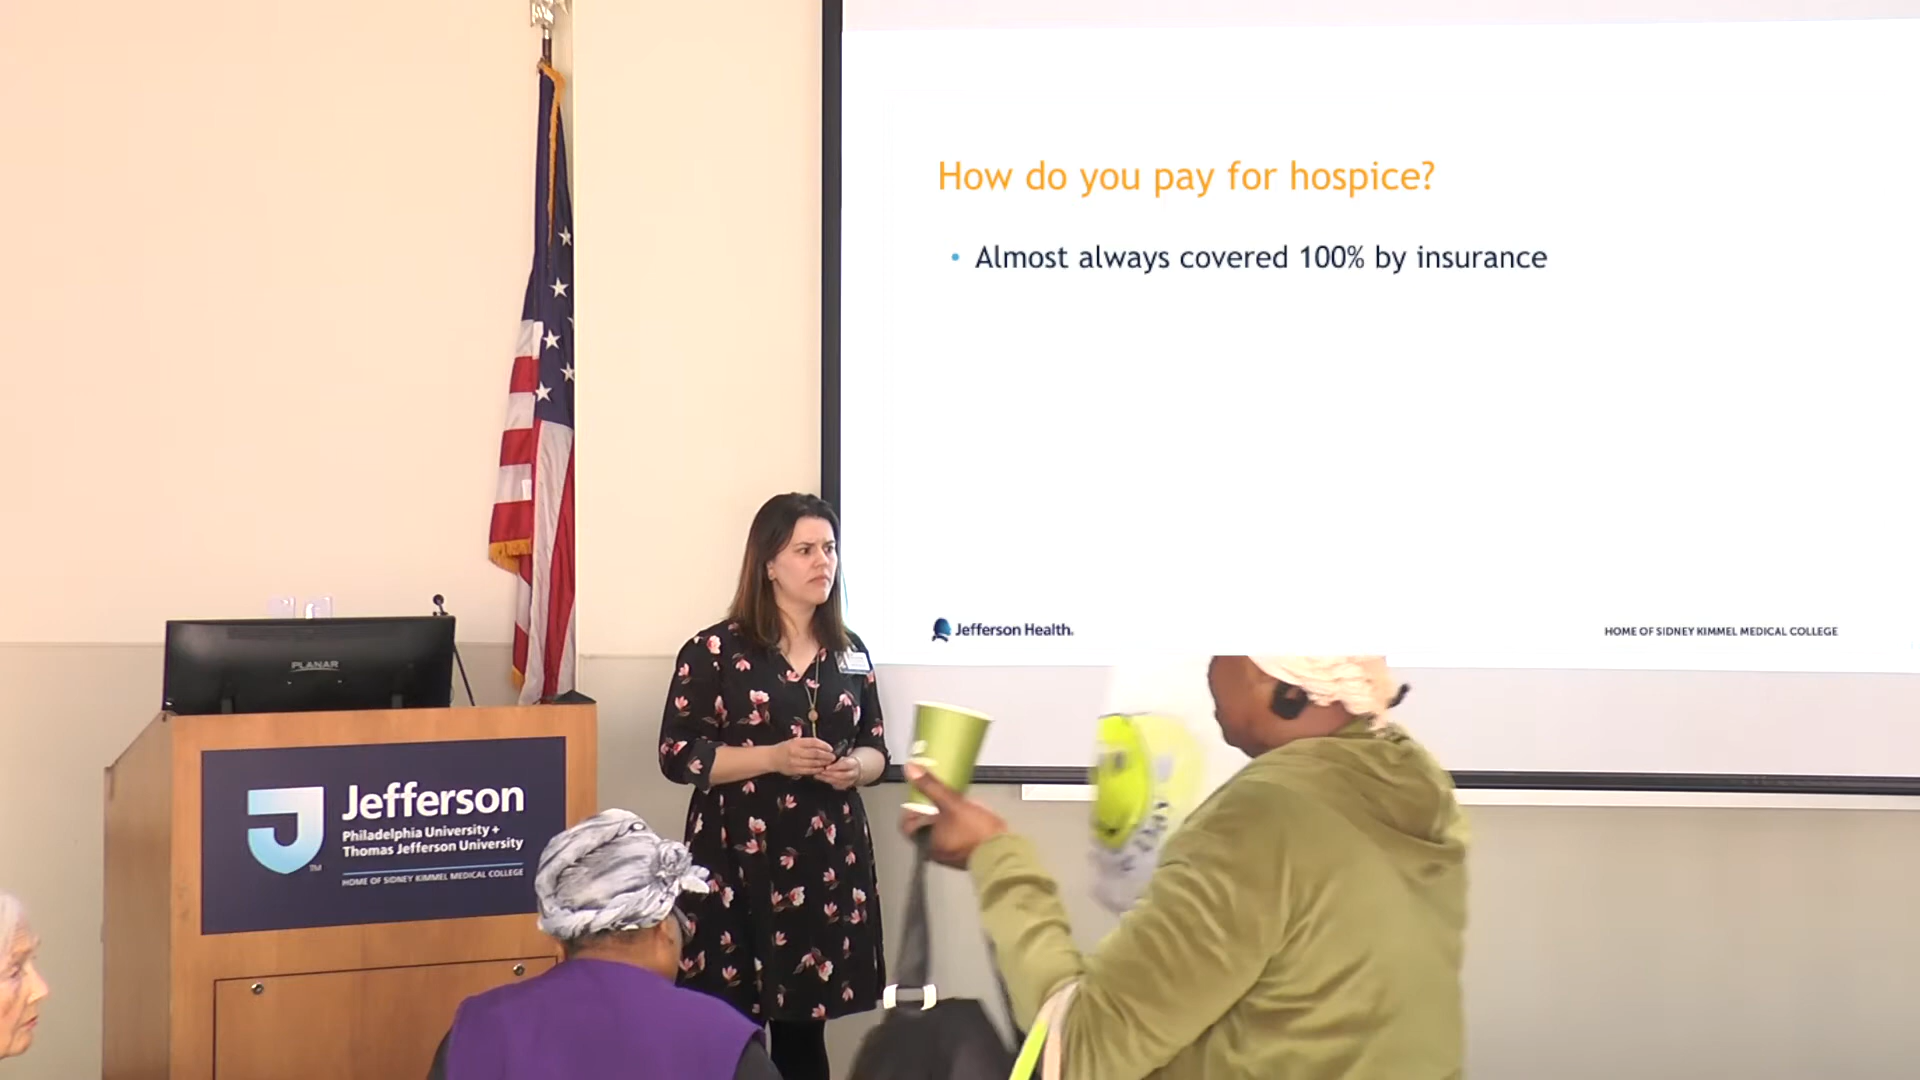 How do you pay for hospice?
• Almost always covered 100% by insurance
Jefferson Health.
HOME OF SIDNEY KIMMEL MEDICAL COLLEGE
PLANAR
Jefferson
Philadelphia University +
Thomas Jefferson University
HOME OF SIDNEY KIMMEL MEDICAL COLLEGE
TM